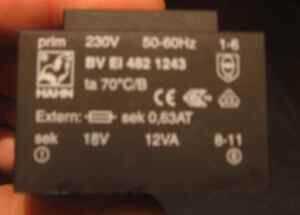 prim 230V 50-60Hz 1-6
BV EI 482 1243
ta 70°C/B
HAHN
Extern: sek 0,63AT
sek 18V 12VA 8-11